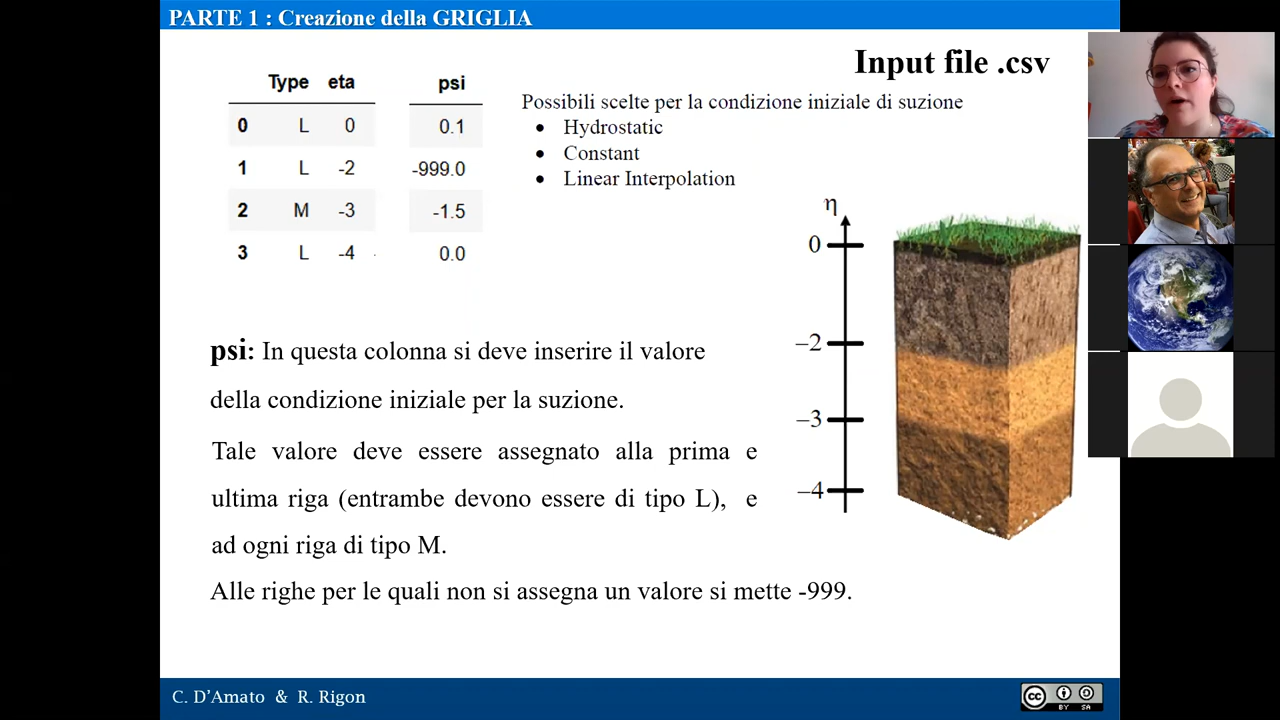 PARTE 1 : Creazione della GRIGLIA
Input file .csv
Type eta psi
0 L 0 0.1
1 L -2 -999.0
2 M -3 -1.5
3 L -4 0.0
Possibili scelte per la condizione iniziale di suzione
• Hydrostatic
• Constant
• Linear Interpolation
η
0
–2
–3
–4
psi: In questa colonna si deve inserire il valore
della condizione iniziale per la suzione.
Tale valore deve essere assegnato alla prima e
ultima riga (entrambe devono essere di tipo L), e
ad ogni riga di tipo M.
Alle righe per le quali non si assegna un valore si mette -999.
C. D’Amato & R. Rigon
cc
BY SA